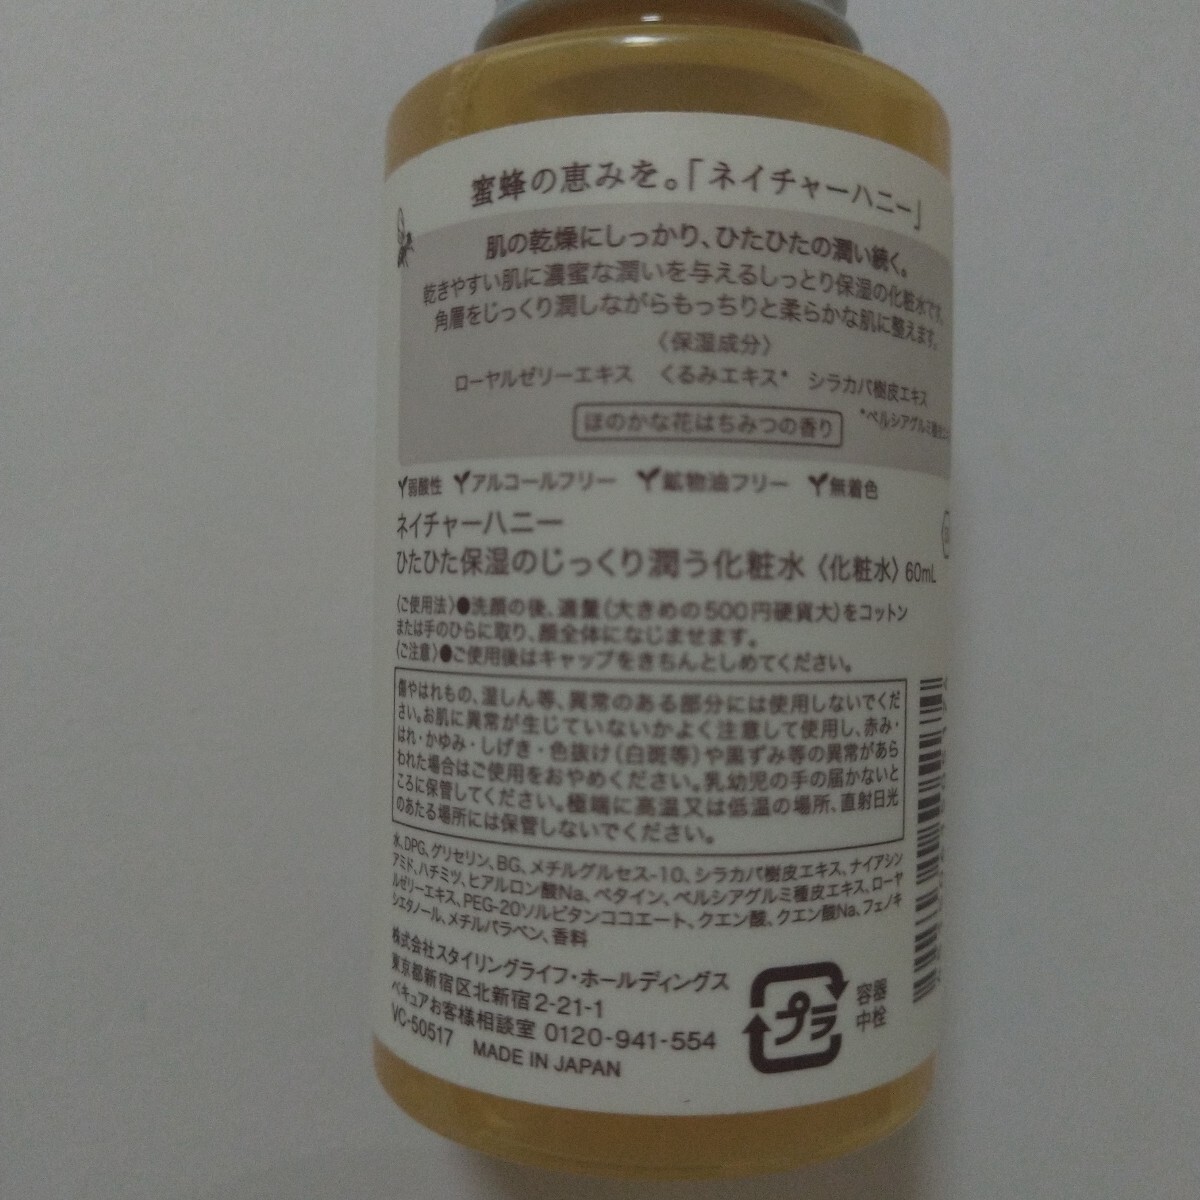 蜜蜂の恵みを。「ネイチャーハニー」
肌の乾燥にしっかり、ひたひたの潤い続く。
乾きやすい肌に濃蜜な潤いを与えるしっとり保湿の化粧水です。
角層をじっくり潤しながらもっちりと柔らかな肌に整えます。
〈保湿成分〉
ローヤルゼリーエキス くるみエキス* シラカバ樹皮エキス
*ペルシアグルミ
ほのかな花はちみつの香り
弱酸性 アルコールフリー 鉱物油フリー 無着色
ネイチャーハニー
ひたひた保湿のじっくり潤う化粧水〈化粧水〉60mL
〈ご使用法〉●洗顔の後、適量(大きめの500円硬貨大)をコットン
または手のひらに取り、顔全体になじませます。
〈ご注意〉●ご使用後はキャップをきちんとしめてください。
傷やはれもの、湿しん等、異常のある部分には使用しないでくだ
さい。お肌に異常が生じていないかよく注意して使用し、赤み・
はれ・かゆみ・しげき・色抜け(白斑等)や黒ずみ等の異常があら
われた場合はご使用をおやめください。乳幼児の手の届かないと
ころに保管してください。極端に高温又は低温の場所、直射日光
のあたる場所には保管しないでください。
水、DPG、グリセリン、BG、メチルグルセス-10、シラカバ樹皮エキス、ナイアシン
アミド、ハチミツ、ヒアルロン酸Na、ベタイン、ペルシアグルミ種皮エキス、ローヤ
ルゼリーエキス、PEG-20ソルビタンココエート、クエン酸、クエン酸Na、フェノキ
シエタノール、メチルパラベン、香料
株式会社スタイリングライフ・ホールディングス
東京都新宿区北新宿2-21-1
ベキュアお客様相談室 0120-941-554
VC-50517 MADE IN JAPAN
プラ
容器
中栓